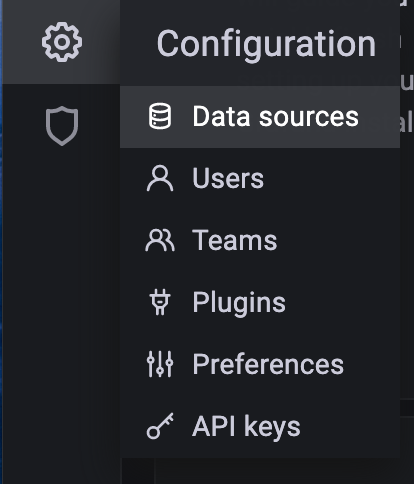 Configuration
Data sources
Users
Teams
Plugins
Preferences
API keys